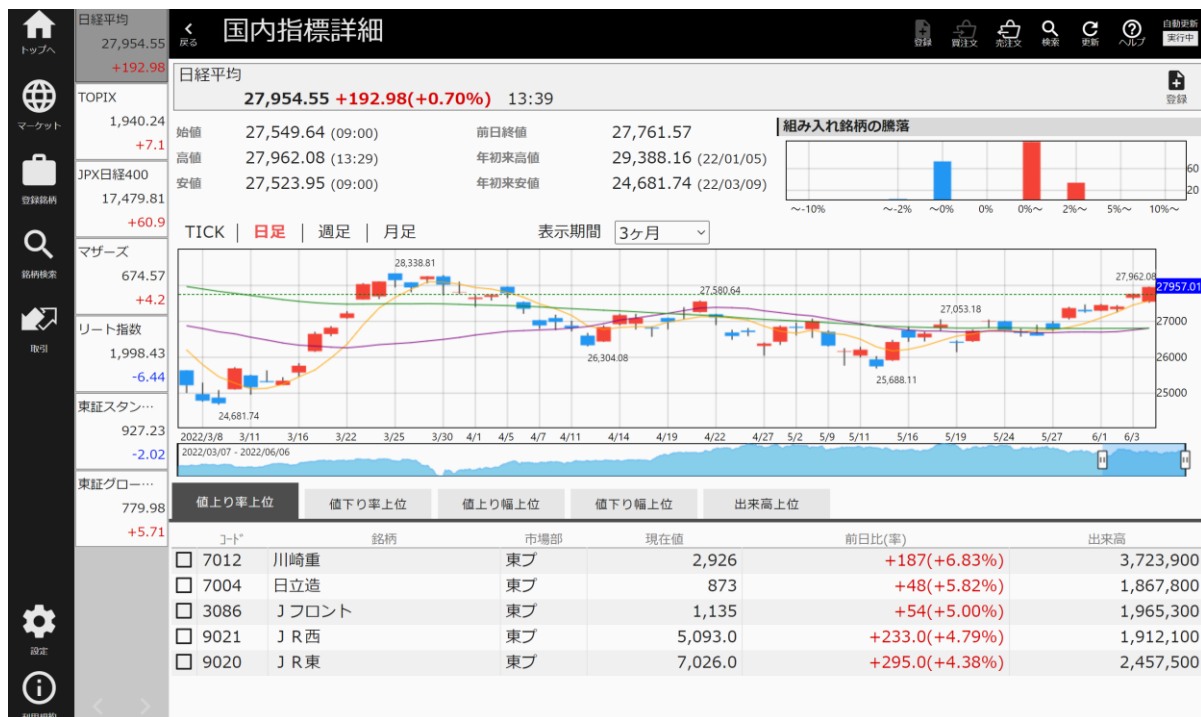 トップへ
マーケット
登録銘柄
銘柄検索
取引
設定
日経平均
27,954.55
+192.98
TOPIX
1,940.24
+7.1
JPX日経400
17,479.81
+60.9
マザーズ
674.57
+4.2
リート指数
1,998.43
-6.44
東証スタン…
927.23
-2.02
東証グロー…
779.98
+5.71
戻る 国内指標詳細 登録 買注文 売注文 検索 更新 ヘルプ 自動更新 実行中
日経平均
27,954.55 +192.98(+0.70%) 13:39 登録
始値 27,549.64 (09:00) 前日終値 27,761.57
高値 27,962.08 (13:29) 年初来高値 29,388.16 (22/01/05)
安値 27,523.95 (09:00) 年初来安値 24,681.74 (22/03/09)
組み入れ銘柄の騰落
60
20
～-10% ～-2% ～0% 0% 0%～ 2%～ 5%～ 10%～
TICK | 日足 | 週足 | 月足 表示期間 3ヶ月
28,338.81
27,962.08
27,580.64
27957.01
27,053.18
27000
26,304.08
26000
25,688.11
25000
24,681.74
2022/3/8 3/11 3/16 3/22 3/25 3/30 4/1 4/5 4/7 4/11 4/14 4/19 4/22 4/27 5/2 5/9 5/11 5/16 5/19 5/24 5/27 6/1 6/3
2022/03/07 - 2022/06/06
値上り率上位 値下り率上位 値上り幅上位 値下り幅上位 出来高上位
ｺｰﾄﾞ 銘柄 市場部 現在値 前日比(率) 出来高
7012 川崎重 東プ 2,926 +187(+6.83%) 3,723,900
7004 日立造 東プ 873 +48(+5.82%) 1,867,800
3086 Ｊフロント 東プ 1,135 +54(+5.00%) 1,965,300
9021 ＪＲ西 東プ 5,093.0 +233.0(+4.79%) 1,912,100
9020 ＪＲ東 東プ 7,026.0 +295.0(+4.38%) 2,457,500